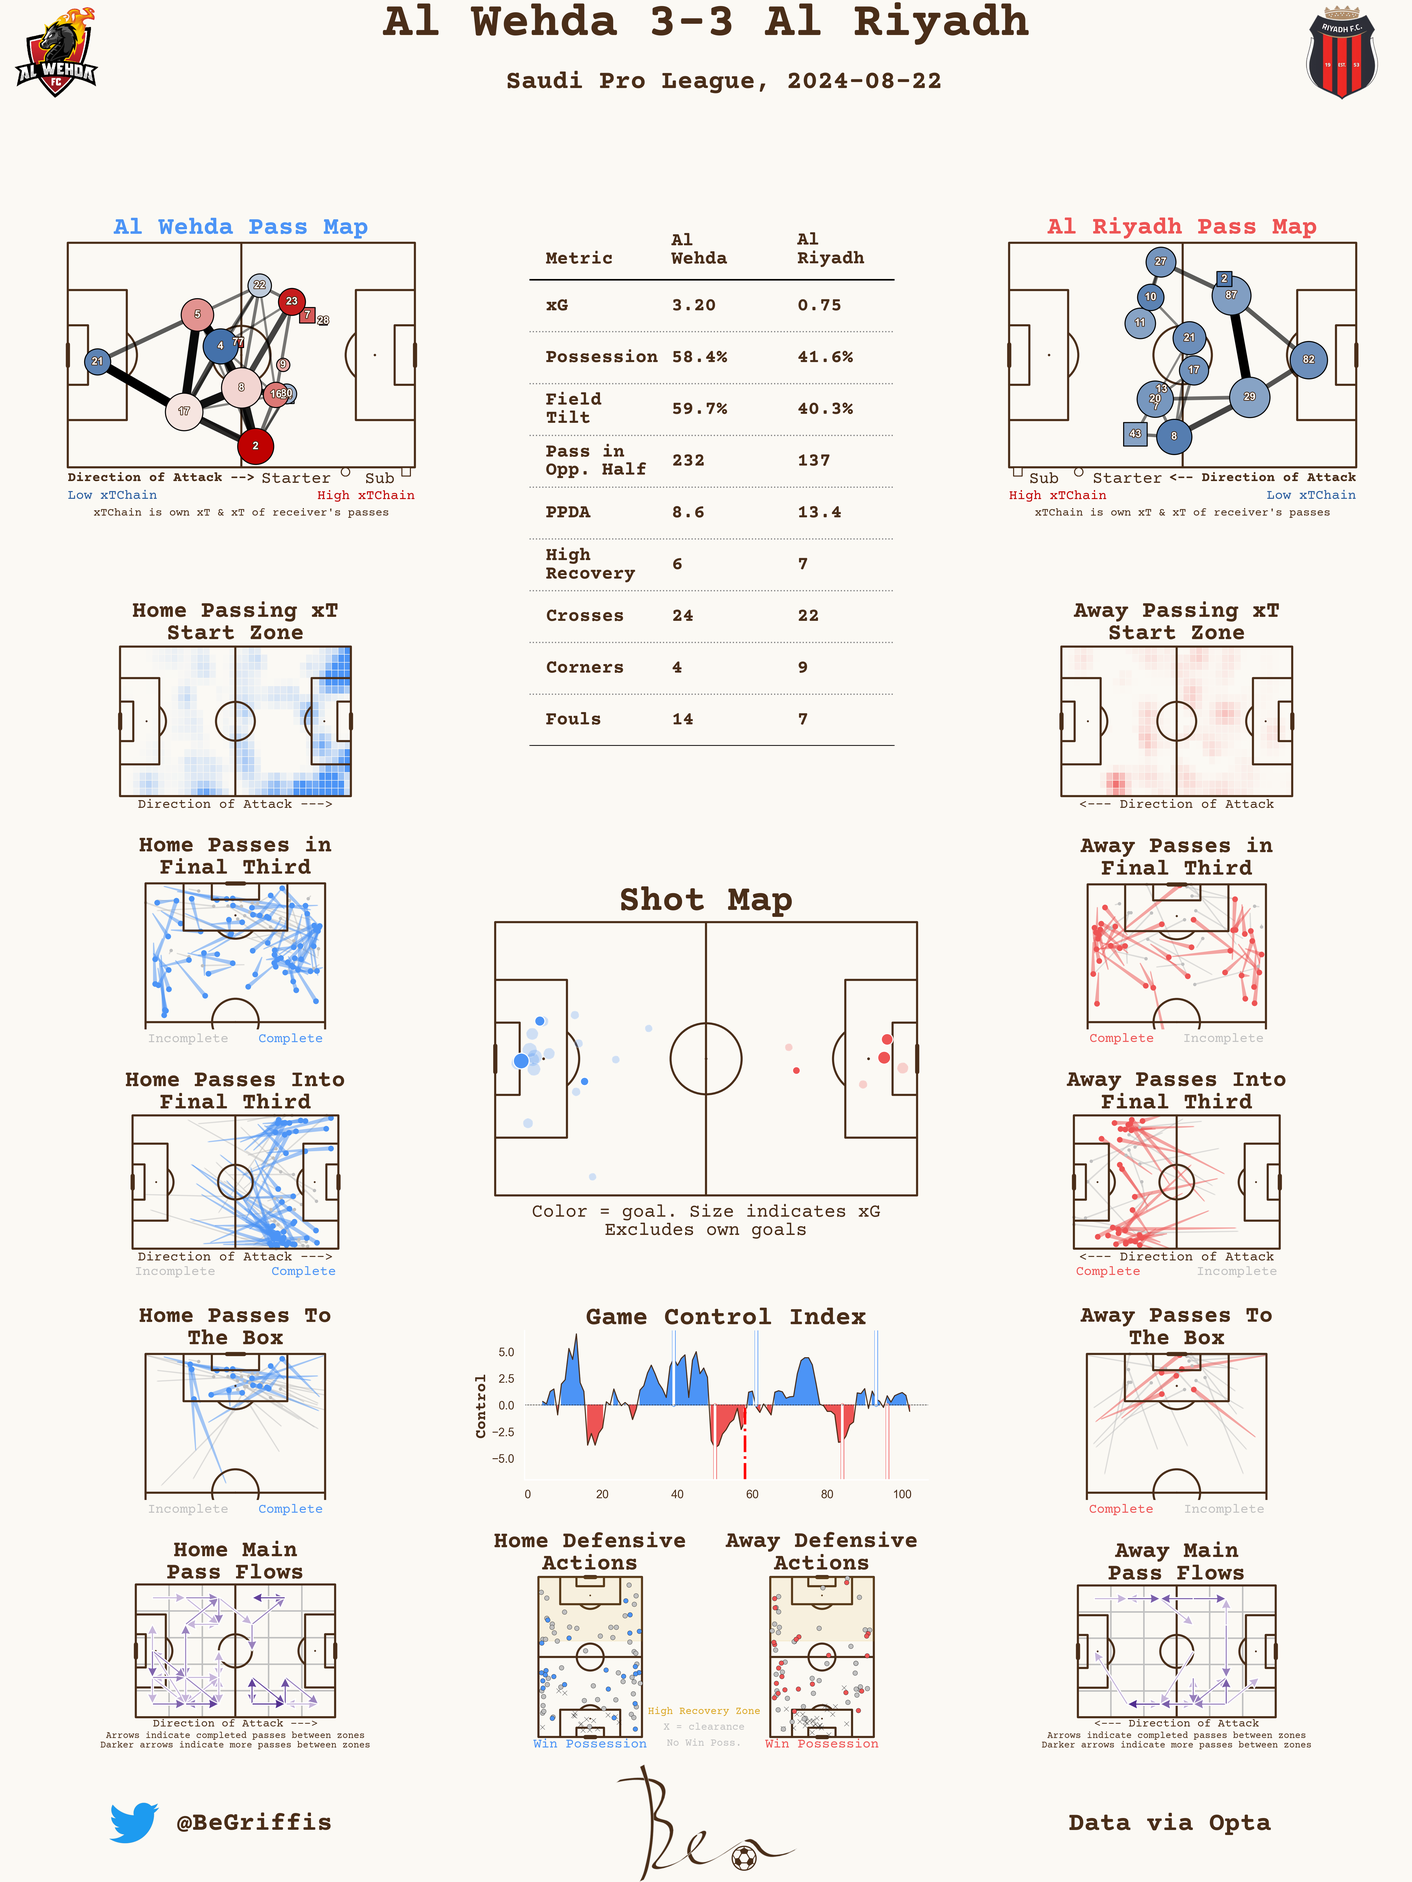 Al Wehda 3-3 Al Riyadh
Saudi Pro League, 2024-08-22
AL WEHDA
FC
RIYADH F.C.
19 EST. 53
Al Wehda Pass Map
22
23
7
28
5
4
77
9
21
8
16
80
17
2
Direction of Attack --> Starter Sub
Low xTChain High xTChain
xTChain is own xT & xT of receiver's passes
Metric Al Wehda Al Riyadh
xG 3.20 0.75
Possession 58.4% 41.6%
Field Tilt 59.7% 40.3%
Pass in Opp. Half 232 137
PPDA 8.6 13.4
High Recovery 6 7
Crosses 24 22
Corners 4 9
Fouls 14 7
Al Riyadh Pass Map
27
2
10
87
11
21
82
17
13
20
7
29
43
8
Sub Starter <-- Direction of Attack
High xTChain Low xTChain
xTChain is own xT & xT of receiver's passes
Home Passing xT
Start Zone
Direction of Attack --->
Away Passing xT
Start Zone
<--- Direction of Attack
Home Passes in
Final Third
Incomplete Complete
Away Passes in
Final Third
Complete Incomplete
Shot Map
Color = goal. Size indicates xG
Excludes own goals
Home Passes Into
Final Third
Direction of Attack --->
Incomplete Complete
Away Passes Into
Final Third
<--- Direction of Attack
Complete Incomplete
Home Passes To
The Box
Incomplete Complete
Game Control Index
Control
5.0
2.5
0.0
−2.5
−5.0
0 20 40 60 80 100
Away Passes To
The Box
Complete Incomplete
Home Main
Pass Flows
Direction of Attack --->
Arrows indicate completed passes between zones
Darker arrows indicate more passes between zones
Home Defensive
Actions
Win Possession
High Recovery Zone
X = clearance
No Win Poss.
Away Defensive
Actions
Win Possession
Away Main
Pass Flows
<--- Direction of Attack
Arrows indicate completed passes between zones
Darker arrows indicate more passes between zones
@BeGriffis
Ben
Data via Opta